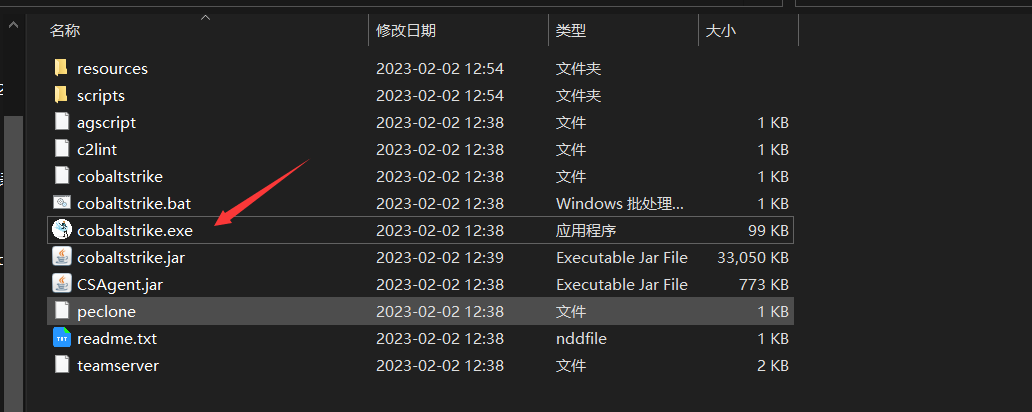 名称 修改日期 类型 大小
resources 2023-02-02 12:54 文件夹
scripts 2023-02-02 12:54 文件夹
agscript 2023-02-02 12:38 文件 1 KB
c2lint 2023-02-02 12:38 文件 1 KB
cobaltstrike 2023-02-02 12:38 文件 1 KB
cobaltstrike.bat 2023-02-02 12:38 Windows 批处理... 1 KB
cobaltstrike.exe 2023-02-02 12:38 应用程序 99 KB
cobaltstrike.jar 2023-02-02 12:39 Executable Jar File 33,050 KB
CSAgent.jar 2023-02-02 12:38 Executable Jar File 773 KB
peclone 2023-02-02 12:38 文件 1 KB
TXT readme.txt 2023-02-02 12:38 nddfile 1 KB
teamserver 2023-02-02 12:38 文件 2 KB